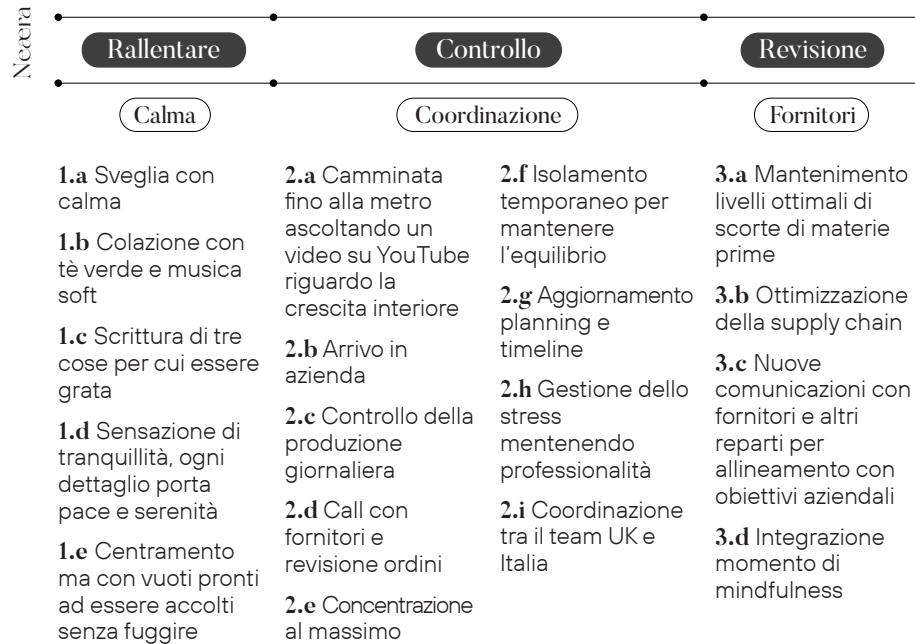 Neæra
Rallentare
Controllo
Revisione
Calma
Coordinazione
Fornitori
1.a Sveglia con
calma
1.b Colazione con
tè verde e musica
soft
1.c Scrittura di tre
cose per cui essere
grata
1.d Sensazione di
tranquillità, ogni
dettaglio porta
pace e serenità
1.e Centramento
ma con vuoti pronti
ad essere accolti
senza fuggire
2.a Camminata
fino alla metro
ascoltando un
video su YouTube
riguardo la
crescita interiore
2.b Arrivo in
azienda
2.c Controllo della
produzione
giornaliera
2.d Call con
fornitori e
revisione ordini
2.e Concentrazione
al massimo
2.f Isolamento
temporaneo per
mantenere
l'equilibrio
2.g Aggiornamento
planning e
timeline
2.h Gestione dello
stress
mentenendo
professionalità
2.i Coordinazione
tra il team UK e
Italia
3.a Mantenimento
livelli ottimali di
scorte di materie
prime
3.b Ottimizzazione
della supply chain
3.c Nuove
comunicazioni con
fornitori e altri
reparti per
allineamento con
obiettivi aziendali
3.d Integrazione
momento di
mindfulness